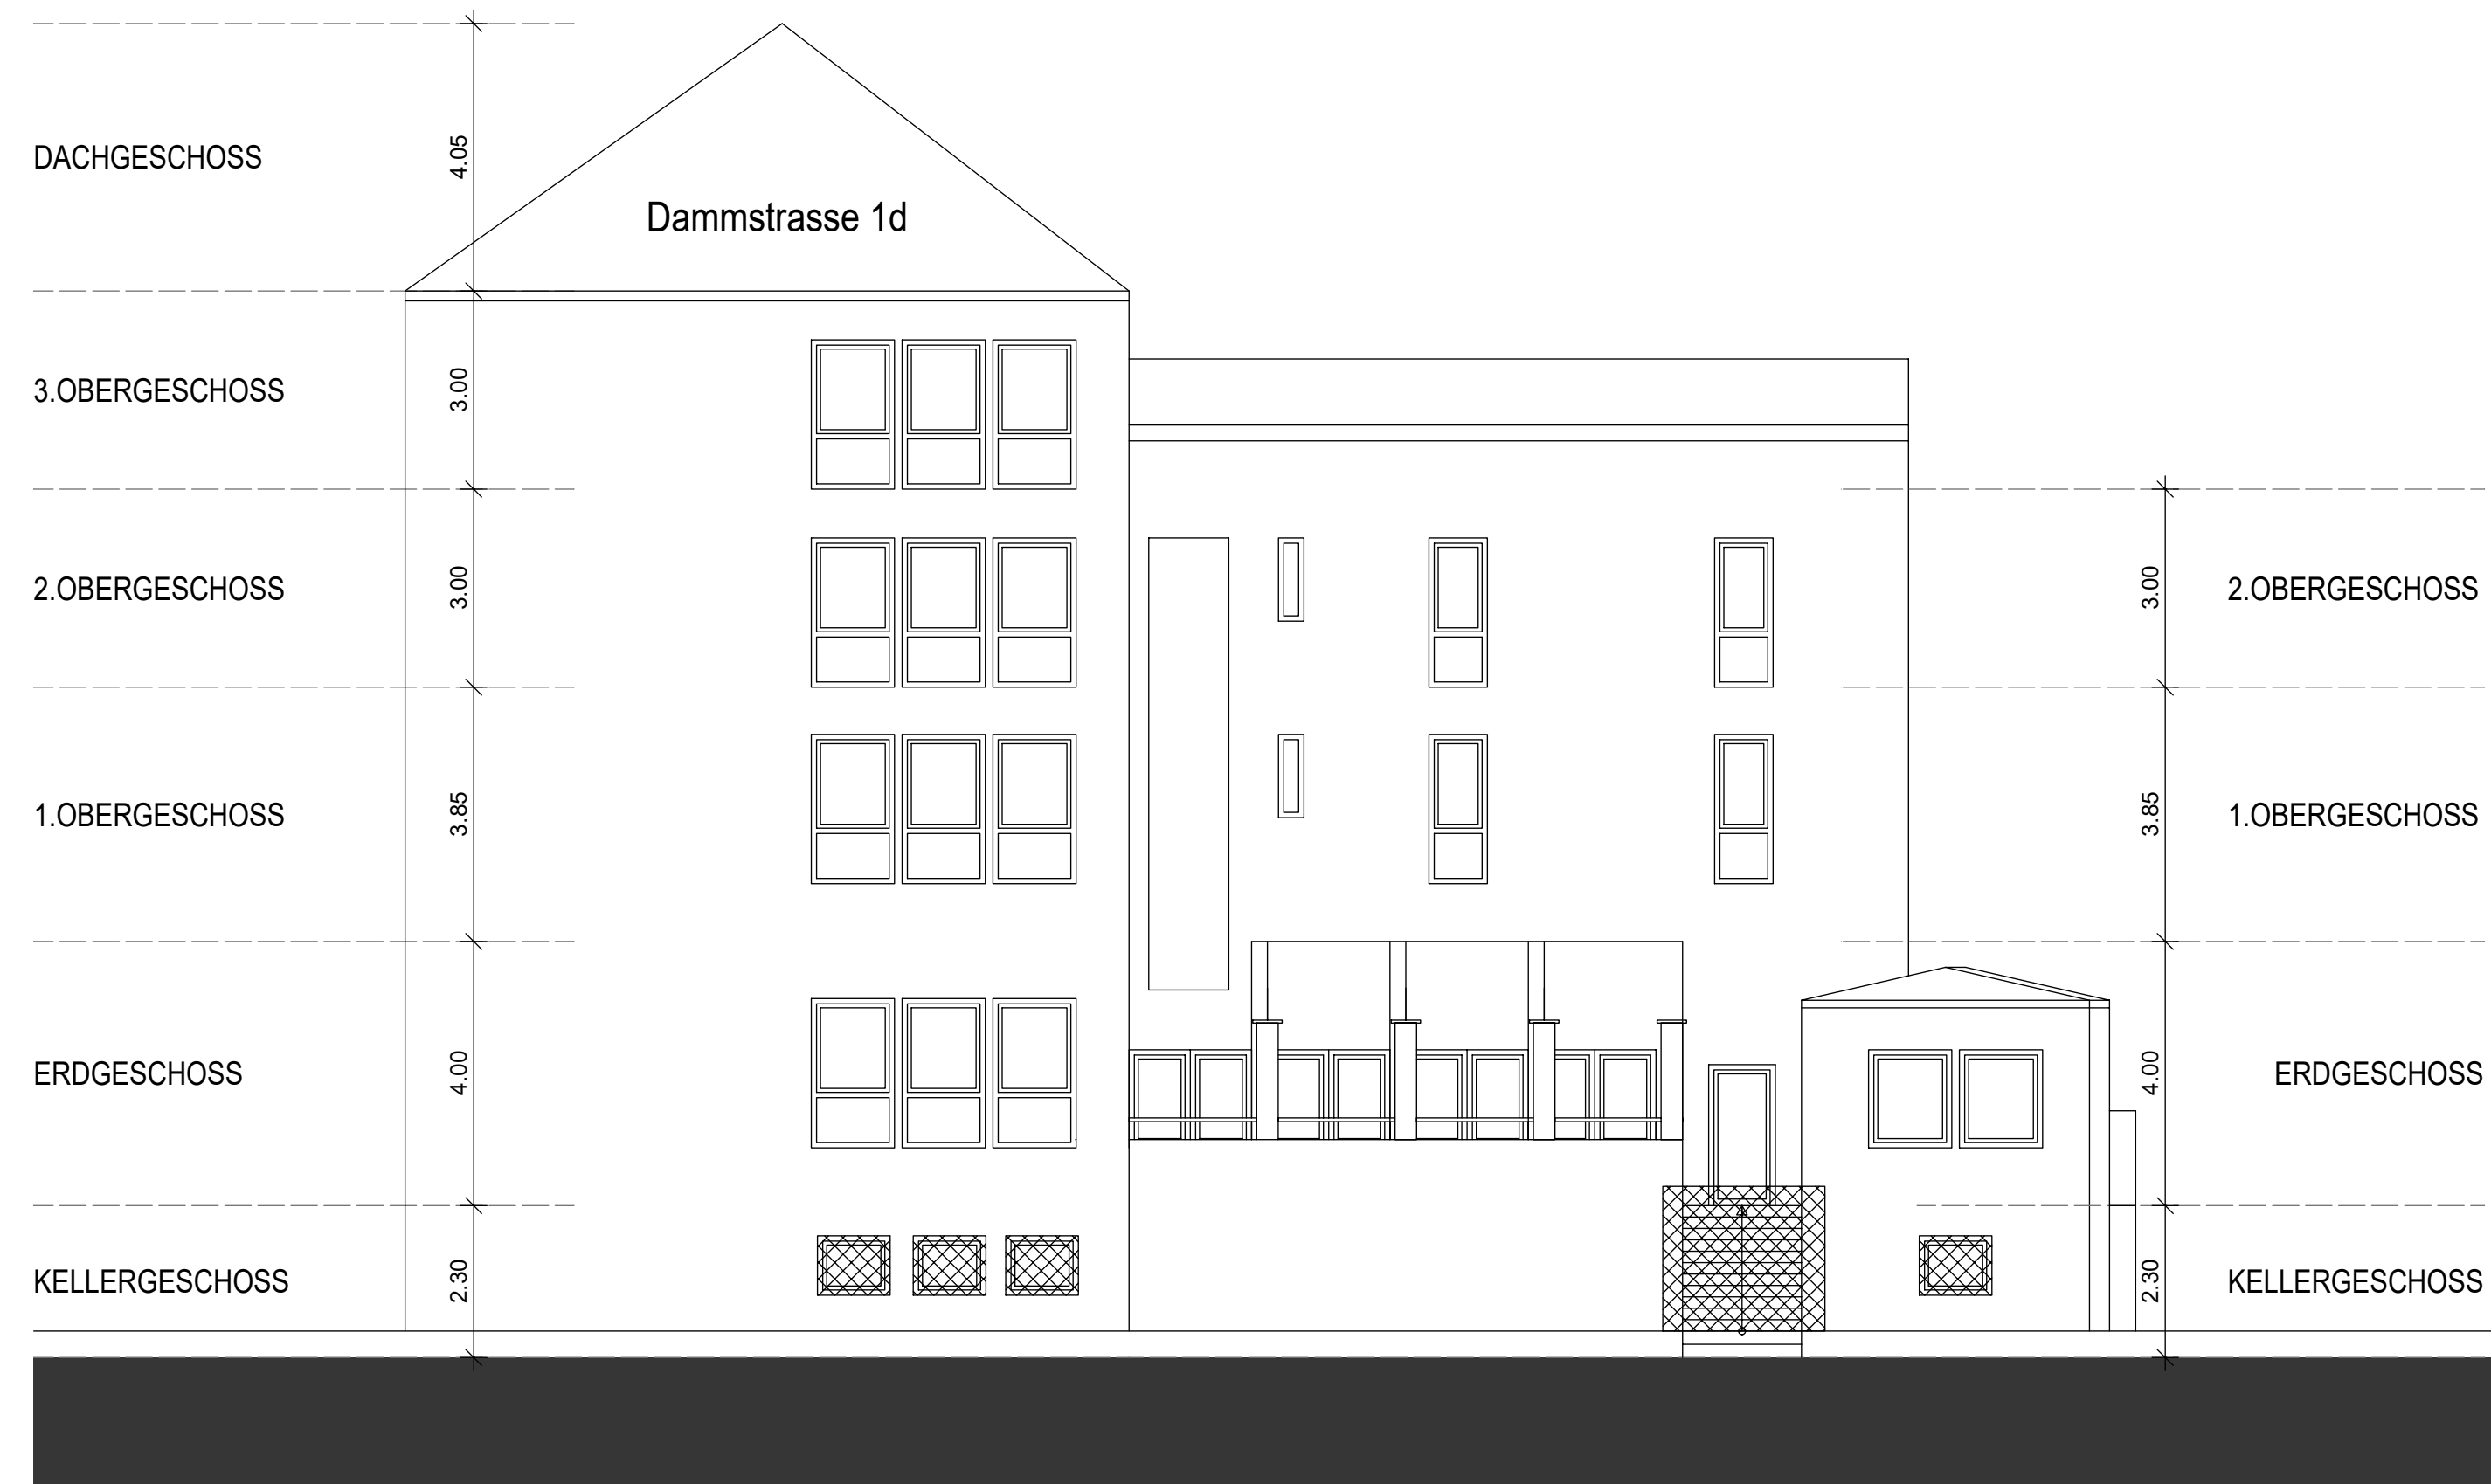 DACHGESCHOSS
4.05
Dammstrasse 1d
3.OBERGESCHOSS
3.00
2.OBERGESCHOSS
3.00
3.00
2.OBERGESCHOSS
1.OBERGESCHOSS
3.85
3.85
1.OBERGESCHOSS
ERDGESCHOSS
4.00
4.00
ERDGESCHOSS
KELLERGESCHOSS
2.30
2.30
KELLERGESCHOSS